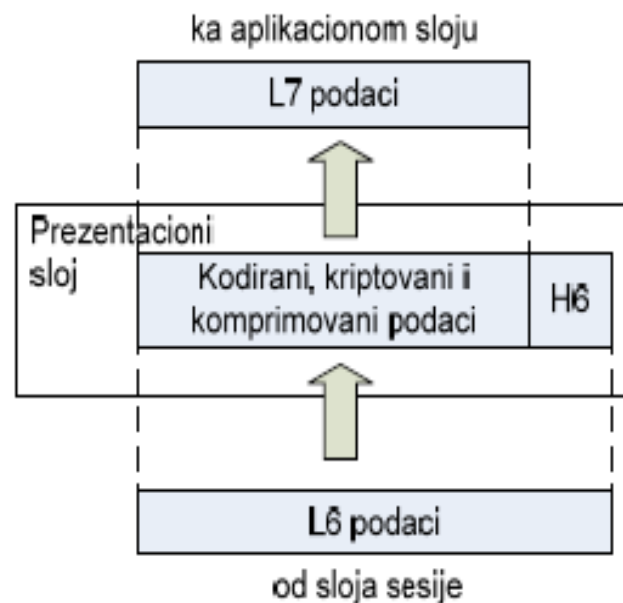 ka aplikacionom sloju
L7 podaci
Prezentacioni
sloj
Kodirani, kriptovani i
komprimovani podaci
H6
L6 podaci
od sloja sesije